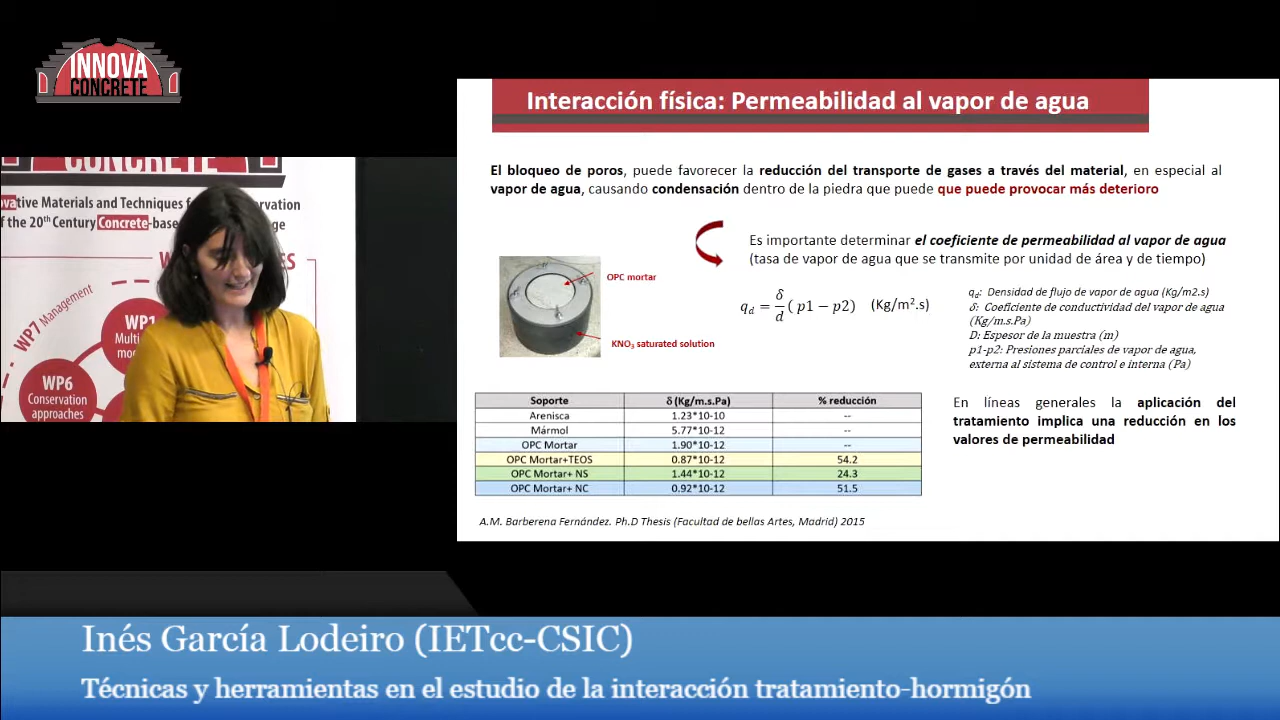 INNOVA
CONCRETE
Interacción física: Permeabilidad al vapor de agua
El bloqueo de poros, puede favorecer la reducción del transporte de gases a través del material, en especial al
vapor de agua, causando condensación dentro de la piedra que puede que puede provocar más deterioro
Es importante determinar el coeficiente de permeabilidad al vapor de agua
(tasa de vapor de agua que se transmite por unidad de área y de tiempo)
OPC mortar
KNO₃ saturated solution
q_d = δ/d ( p1 − p2) (Kg/m².s)
q_d: Densidad de flujo de vapor de agua (Kg/m2.s)
δ: Coeficiente de conductividad del vapor de agua
(Kg/m.s.Pa)
D: Espesor de la muestra (m)
p1-p2: Presiones parciales de vapor de agua,
externa al sistema de control e interna (Pa)
Soporte δ (Kg/m.s.Pa) % reducción
Arenisca 1.23*10-10 --
Mármol 5.77*10-12 --
OPC Mortar 1.90*10-12 --
OPC Mortar+TEOS 0.87*10-12 54.2
OPC Mortar+ NS 1.44*10-12 24.3
OPC Mortar+ NC 0.92*10-12 51.5
En líneas generales la aplicación del
tratamiento implica una reducción en los
valores de permeabilidad
A.M. Barberena Fernández. Ph.D Thesis (Facultad de bellas Artes, Madrid) 2015
CONCRETE
ative Materials and Techniques f ervation
of the 20th Century Concrete-bas ge
W ES
WP7 Management
WP1
Mult
mo
WP6
Conservation
approaches
Inés García Lodeiro (IETcc-CSIC)
Técnicas y herramientas en el estudio de la interacción tratamiento-hormigón